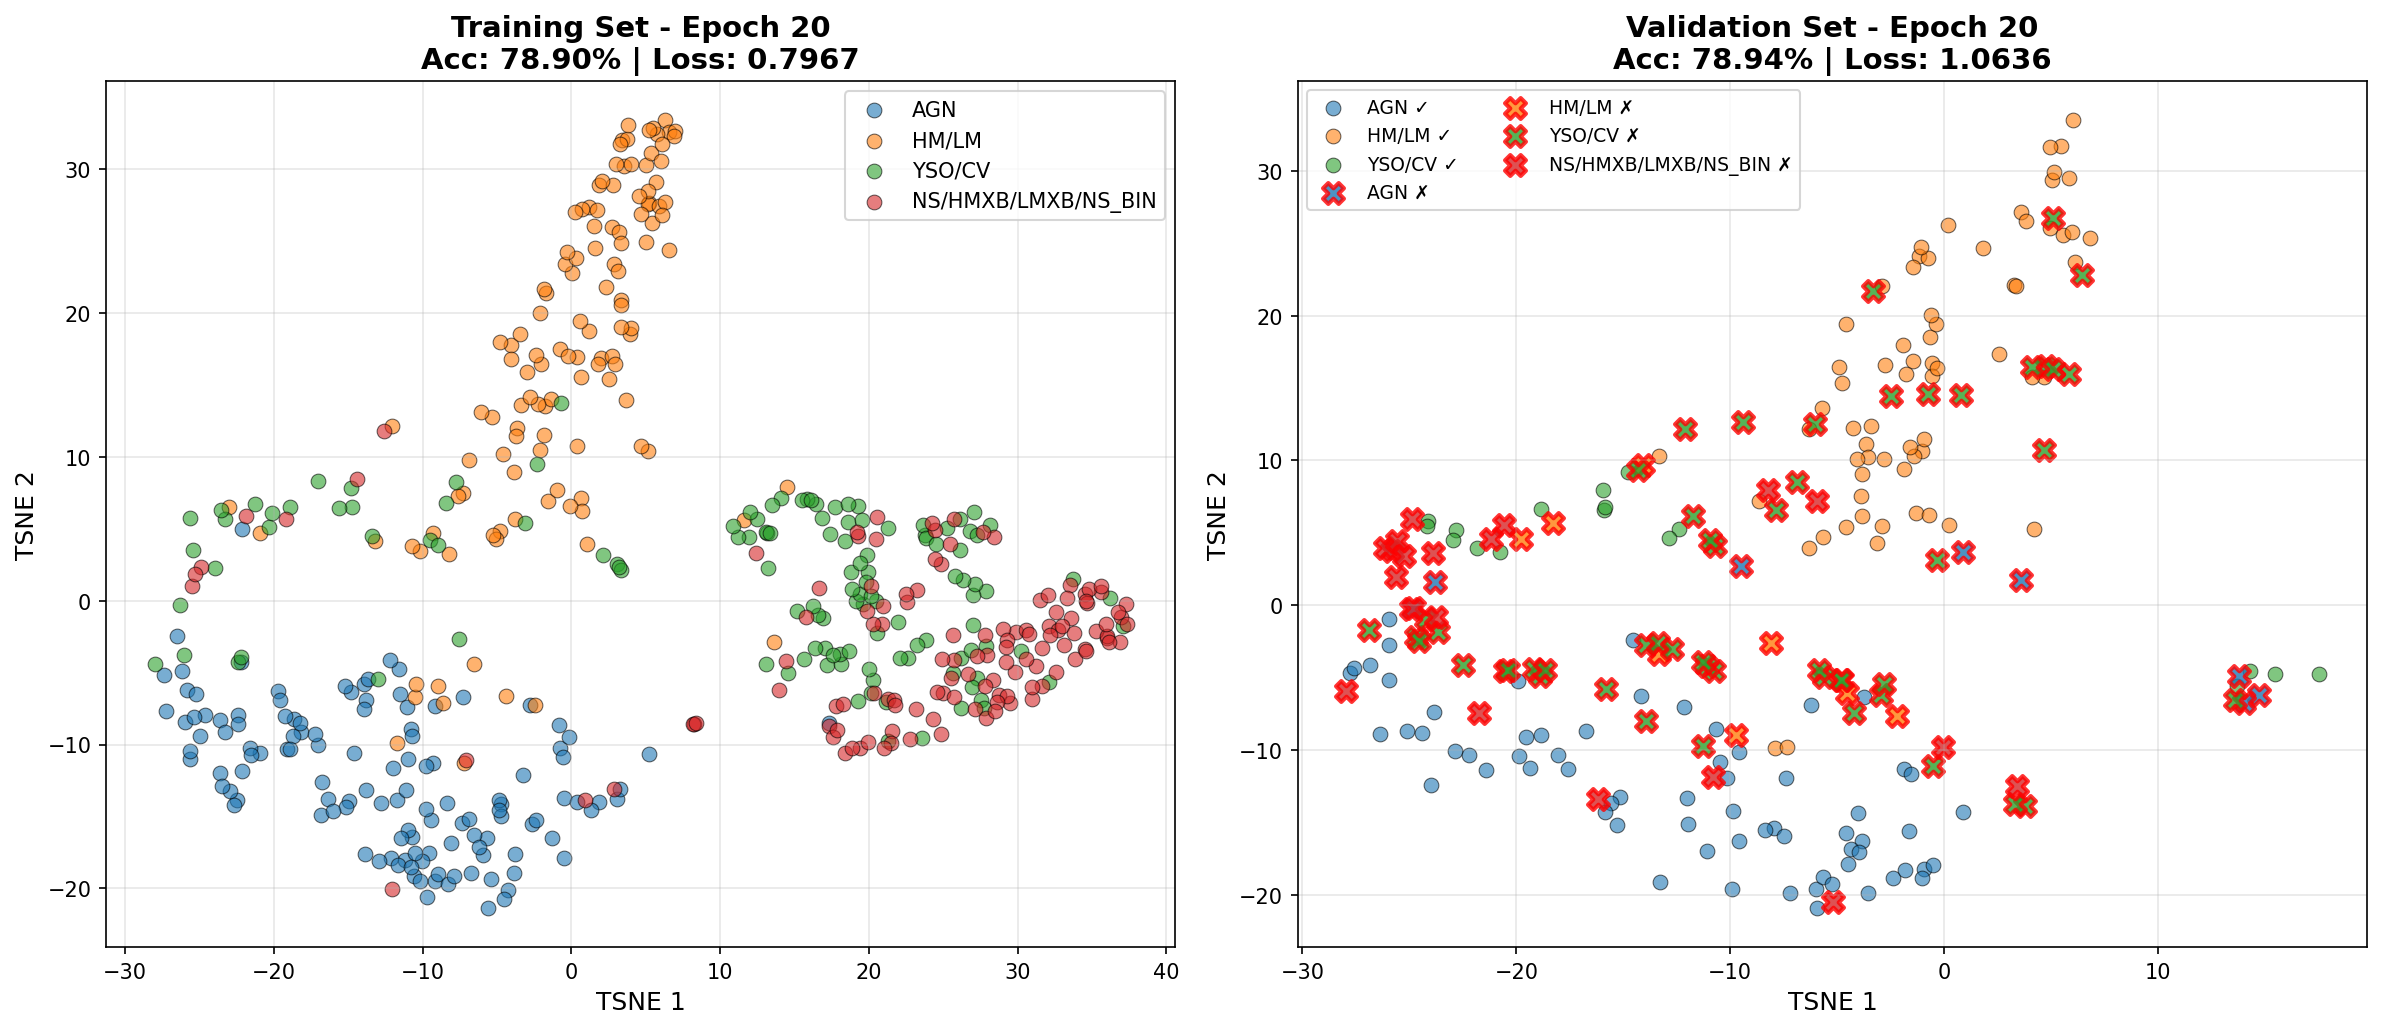 Training Set - Epoch 20
Acc: 78.90% | Loss: 0.7967
AGN
HM/LM
YSO/CV
NS/HMXB/LMXB/NS_BIN
30
20
10
0
−10
−20
TSNE 2
−30
−20
−10
0
10
20
30
40
TSNE 1
Validation Set - Epoch 20
Acc: 78.94% | Loss: 1.0636
AGN ✓
HM/LM ✓
YSO/CV ✓
AGN ✗
HM/LM ✗
YSO/CV ✗
NS/HMXB/LMXB/NS_BIN ✗
30
20
10
0
−10
−20
TSNE 2
−30
−20
−10
0
10
TSNE 1